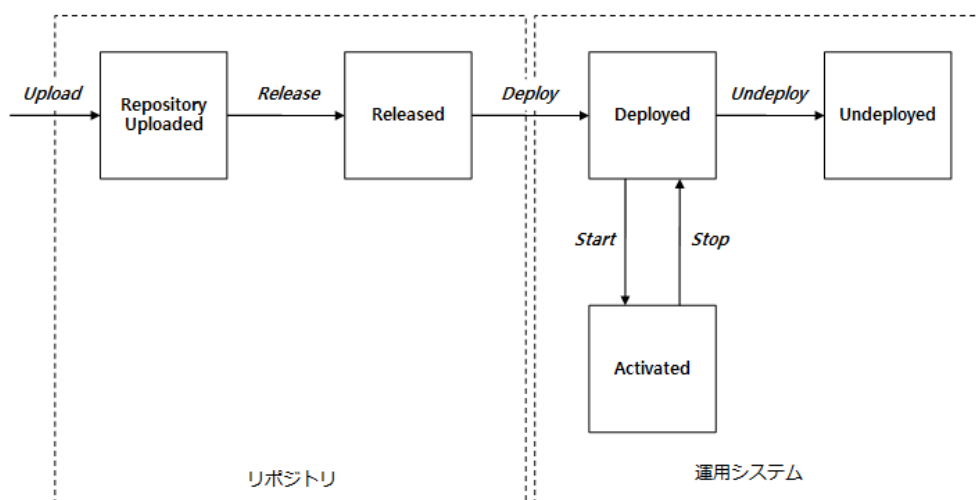 Upload
Repository
Uploaded
Release
Released
Deploy
Deployed
Undeploy
Undeployed
Start
Stop
Activated
リポジトリ
運用システム